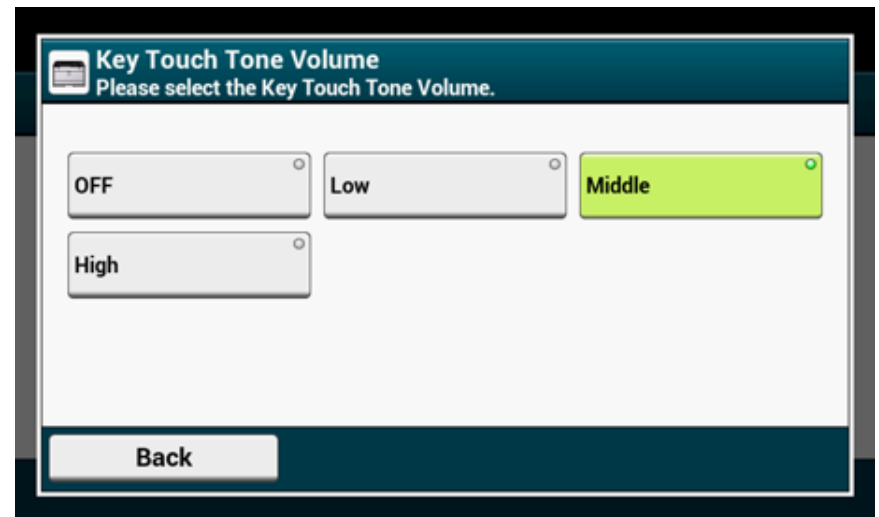 Key Touch Tone Volume
Please select the Key Touch Tone Volume.
OFF
Low
Middle
High
Back